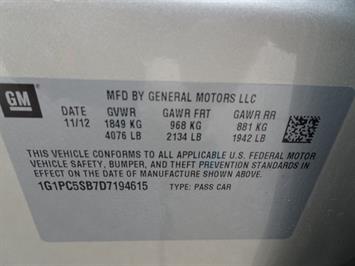 GM
MFD BY GENERAL MOTORS LLC
DATE GVWR GAWR FRT GAWR RR
11/12 1849 KG 968 KG 881 KG
4076 LB 2134 LB 1942 LB
THIS VEHICLE CONFORMS TO ALL APPLICABLE U.S. FEDERAL MOTOR
VEHICLE SAFETY, BUMPER, AND THEFT PREVENTION STANDARDS IN
EFFECT ON THE DATE OF MANUFACTURE SHOWN ABOVE.
1G1PC5SB7D7194615 TYPE: PASS CAR